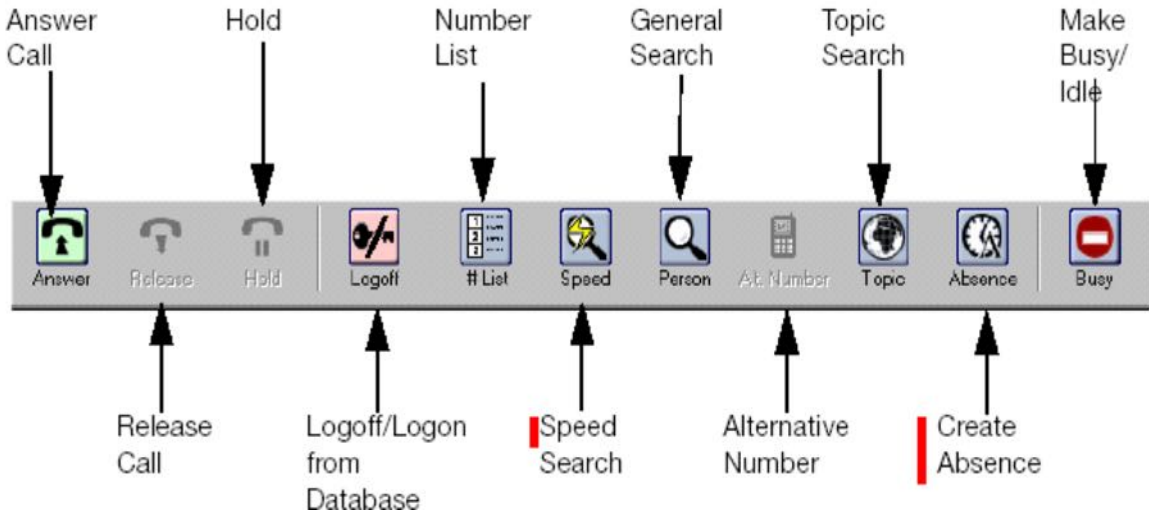 Answer
Call
Hold
Number
List
General
Search
Topic
Search
Make
Busy/
Idle
Answer
Release
Hold
Logoff
# List
Speed
Person
Alt. Number
Topic
Absence
Busy
Release
Call
Logoff/Logon
from
Database
Speed
Search
Alternative
Number
Create
Absence